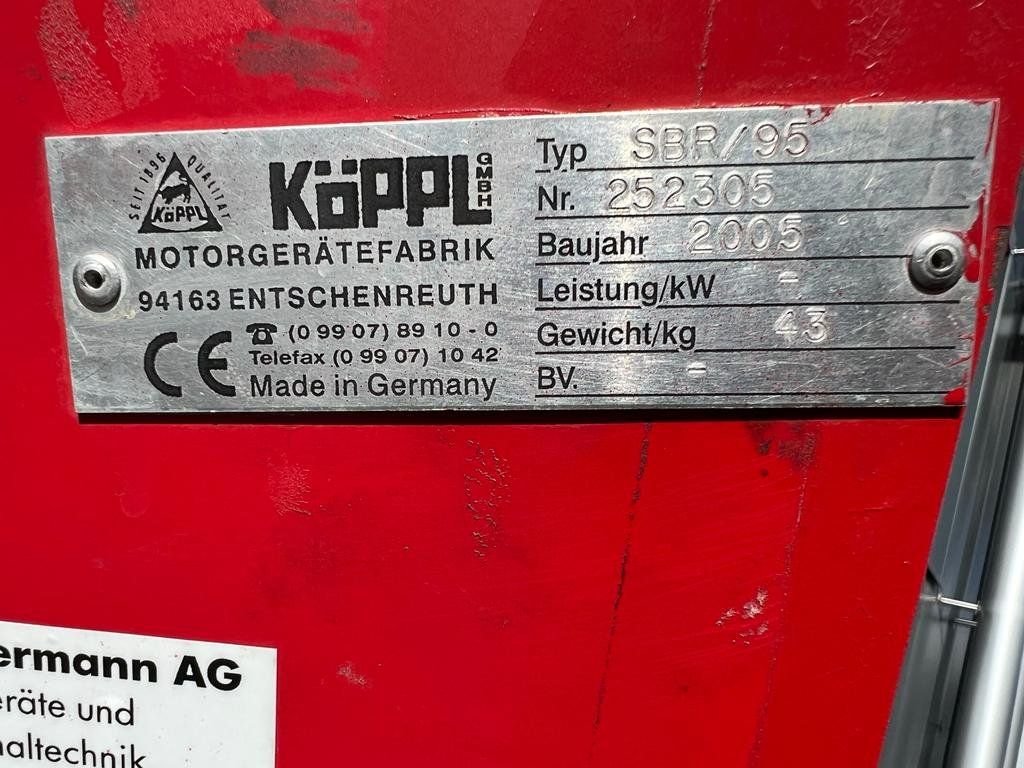 SEIT 1896 QUALITÄT
KÖPPL
KÖPPL GMBH
MOTORGERÄTEFABRIK
94163 ENTSCHENREUTH
☎ (0 99 07) 89 10 - 0
Telefax (0 99 07) 10 42
CE
Made in Germany
Typ SBR/95
Nr. 252305
Baujahr 2005
Leistung/kW -
Gewicht/kg 43
BV. -
ermann AG
eräte und
naltechnik